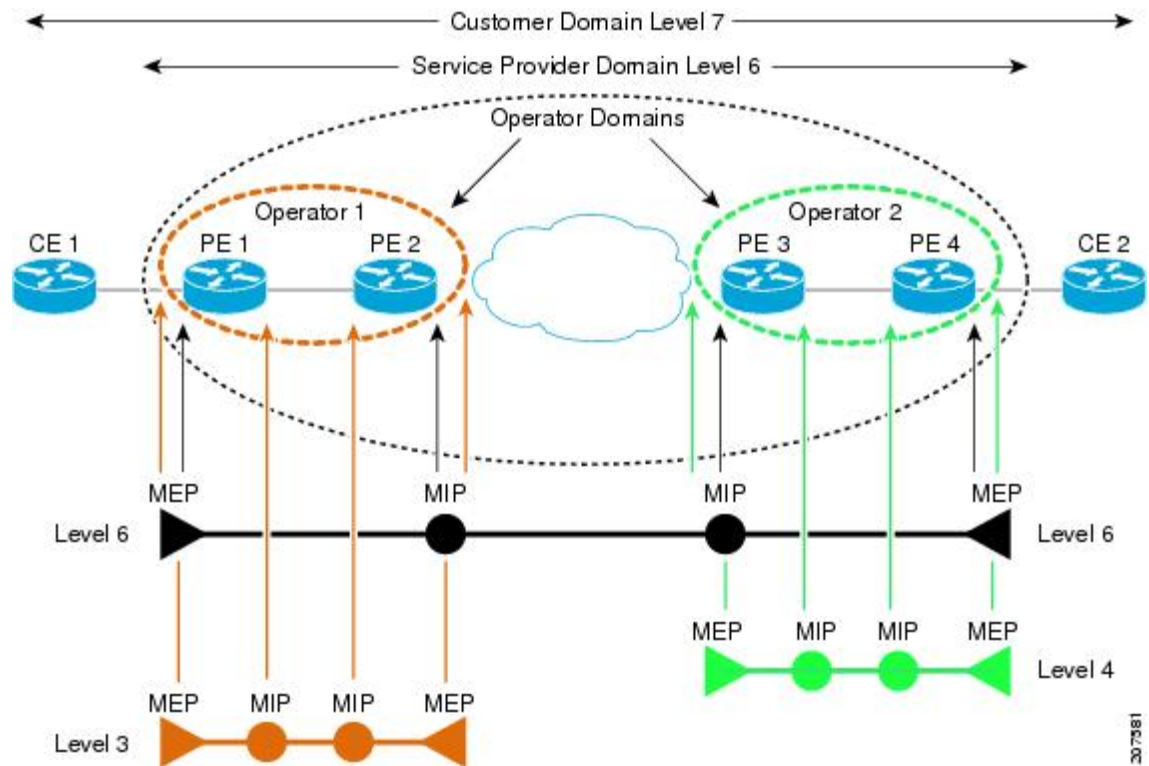 Customer Domain Level 7
Service Provider Domain Level 6
Operator Domains
Operator 1
Operator 2
CE 1
PE 1
PE 2
PE 3
PE 4
CE 2
MEP
MIP
MIP
MEP
Level 6
Level 6
MEP
MIP
MIP
MEP
Level 4
MEP
MIP
MIP
MEP
Level 3
207581